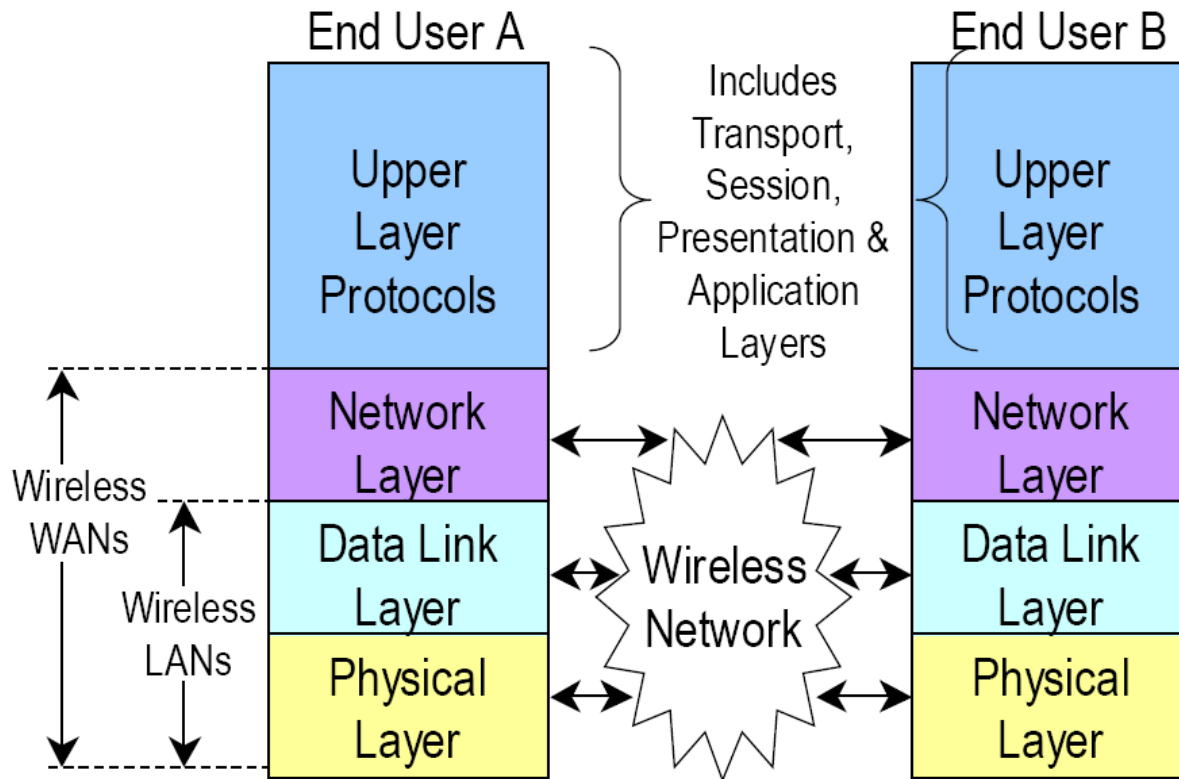 End User A
End User B
Includes
Transport,
Session,
Presentation &
Application
Layers
Upper
Layer
Protocols
Upper
Layer
Protocols
Network
Layer
Network
Layer
Wireless
WANs
Data Link
Layer
Wireless
Network
Data Link
Layer
Wireless
LANs
Physical
Layer
Physical
Layer